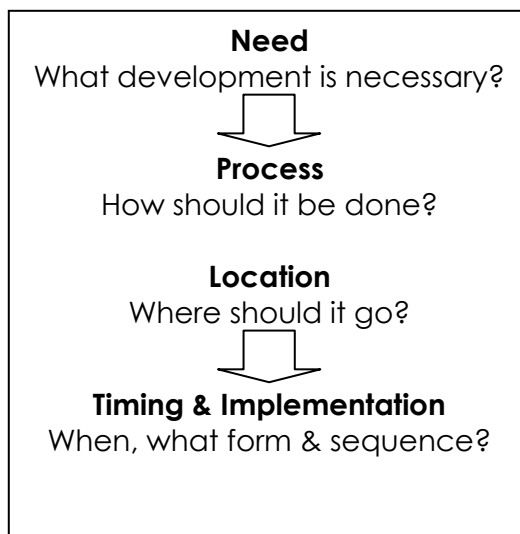 Need
What development is necessary?
Process
How should it be done?
Location
Where should it go?
Timing & Implementation
When, what form & sequence?